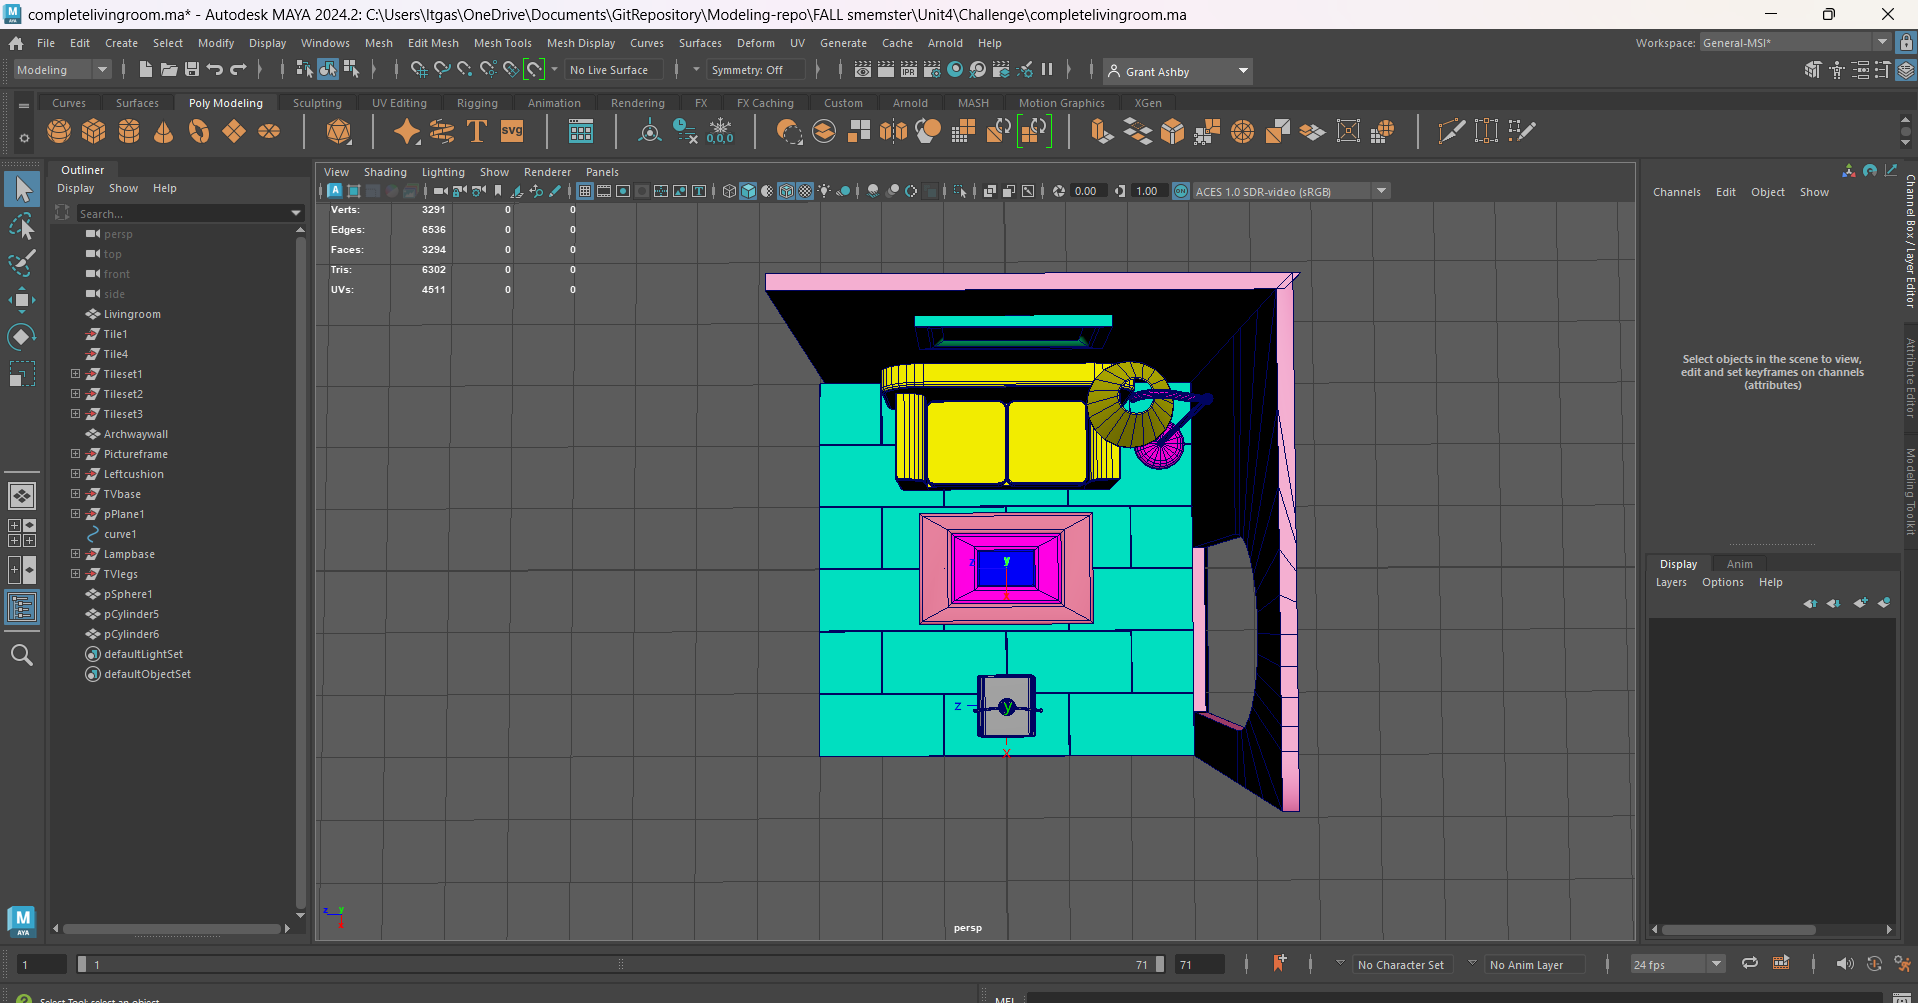 completelivingroom.ma* - Autodesk MAYA 2024.2: C:\Users\ltgas\OneDrive\Documents\GitRepository\Modeling-repo\FALL smemster\Unit4\Challenge\completelivingroom.ma
File Edit Create Select Modify Display Windows Mesh Edit Mesh Mesh Tools Mesh Display Curves Surfaces Deform UV Generate Cache Arnold Help
Workspace: General-MSI*
Modeling
No Live Surface
Symmetry: Off
IPR
Grant Ashby
Curves Surfaces Poly Modeling Sculpting UV Editing Rigging Animation Rendering FX FX Caching Custom Arnold MASH Motion Graphics XGen
svg
0,0,0
Outliner
Display Show Help
Search...
persp
top
front
side
Livingroom
Tile1
Tile4
Tileset1
Tileset2
Tileset3
Archwaywall
Pictureframe
Leftcushion
TVbase
pPlane1
curve1
Lampbase
TVlegs
pSphere1
pCylinder5
pCylinder6
defaultLightSet
defaultObjectSet
View Shading Lighting Show Renderer Panels
0.00
1.00
ACES 1.0 SDR-video (sRGB)
Verts: 3291 0 0
Edges: 6536 0 0
Faces: 3294 0 0
Tris: 6302 0 0
UVs: 4511 0 0
z
y
z
y
x
z y
x
persp
Channels Edit Object Show
Select objects in the scene to view,
edit and set keyframes on channels
(attributes)
Channel Box / Layer Editor
Attribute Editor
Modeling Toolkit
Display Anim
Layers Options Help
M
AYA
1
1
71
71
No Character Set
No Anim Layer
24 fps
Select Tool: select an object
MEL